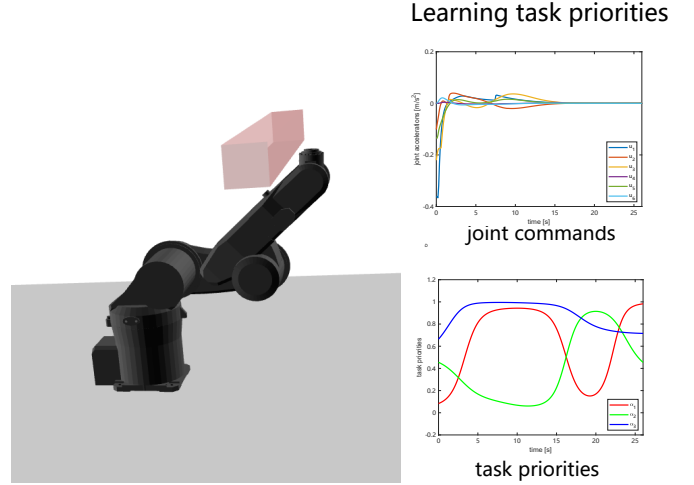 Learning task priorities
0.2
0
-0.2
-0.4
joint accelerations [m/s²]
0 5 10 15 20 25
time [s]
u1
u2
u3
u4
u5
u6
joint commands
1.2
1
0.8
0.6
0.4
0.2
0
-0.2
task priorities
0 5 10 15 20 25
time [s]
α1
α2
α3
task priorities